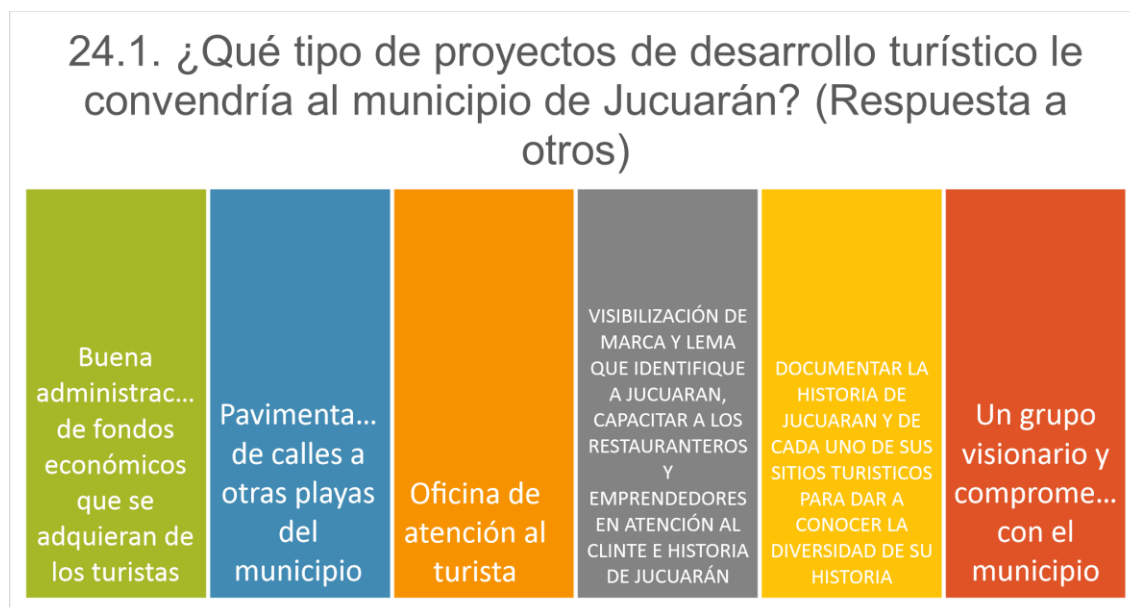 24.1. ¿Qué tipo de proyectos de desarrollo turístico le
convendría al municipio de Jucuarán? (Respuesta a
otros)
Buena
administrac...
de fondos
económicos
que se
adquieran de
los turistas
Pavimenta...
de calles a
otras playas
del
municipio
Oficina de
atención al
turista
VISIBILIZACIÓN DE
MARCA Y LEMA
QUE IDENTIFIQUE
A JUCUARAN,
CAPACITAR A LOS
RESTAURANTEROS
Y
EMPRENDEDORES
EN ATENCIÓN AL
CLINTE E HISTORIA
DE JUCUARÁN
DOCUMENTAR LA
HISTORIA DE
JUCUARAN Y DE
CADA UNO DE SUS
SITIOS TURISTICOS
PARA DAR A
CONOCER LA
DIVERSIDAD DE SU
HISTORIA
Un grupo
visionario y
comprome...
con el
municipio